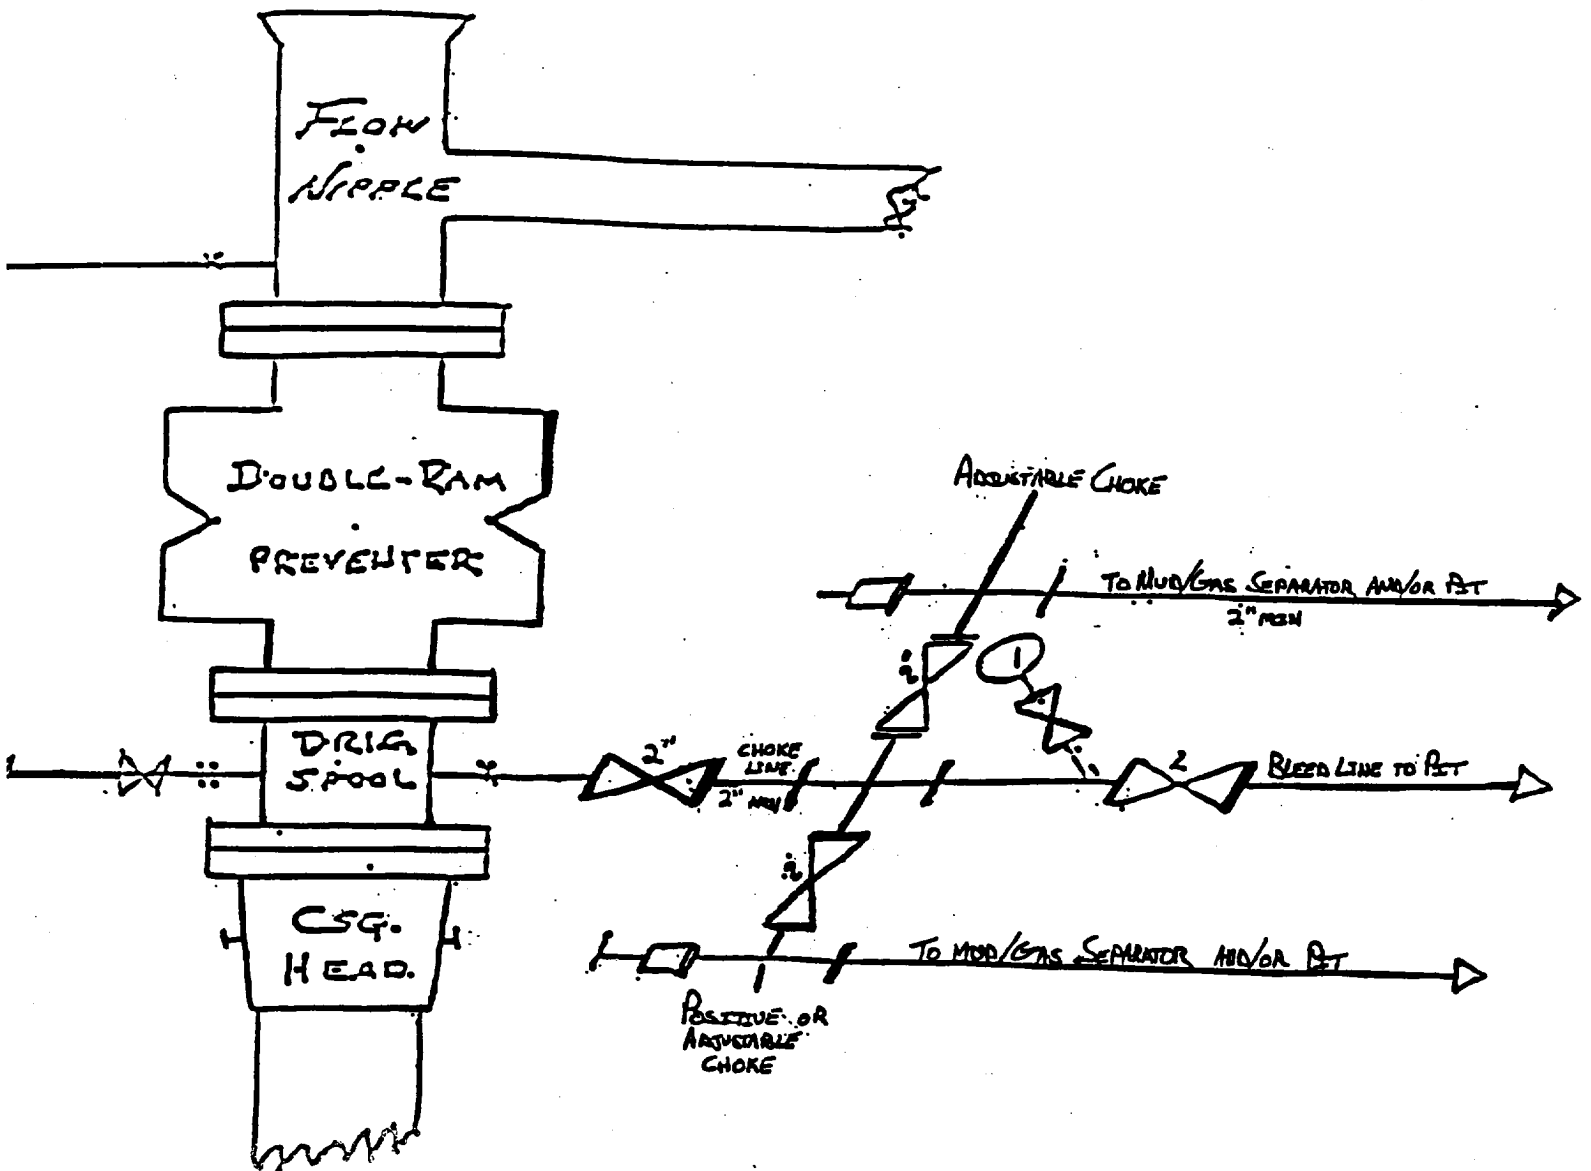 FLOW
NIPPLE
DOUBLE-RAM
PREVENTER
ADJUSTABLE CHOKE
TO MUD/GAS SEPARATOR AND/OR PIT
2" MIN
1
DRLG
SPOOL
2"
CHOKE
LINE
2" MIN
2
BLEED LINE TO PIT
CSG.
HEAD.
TO MUD/GAS SEPARATOR AND/OR PIT
POSITIVE OR
ADJUSTABLE
CHOKE